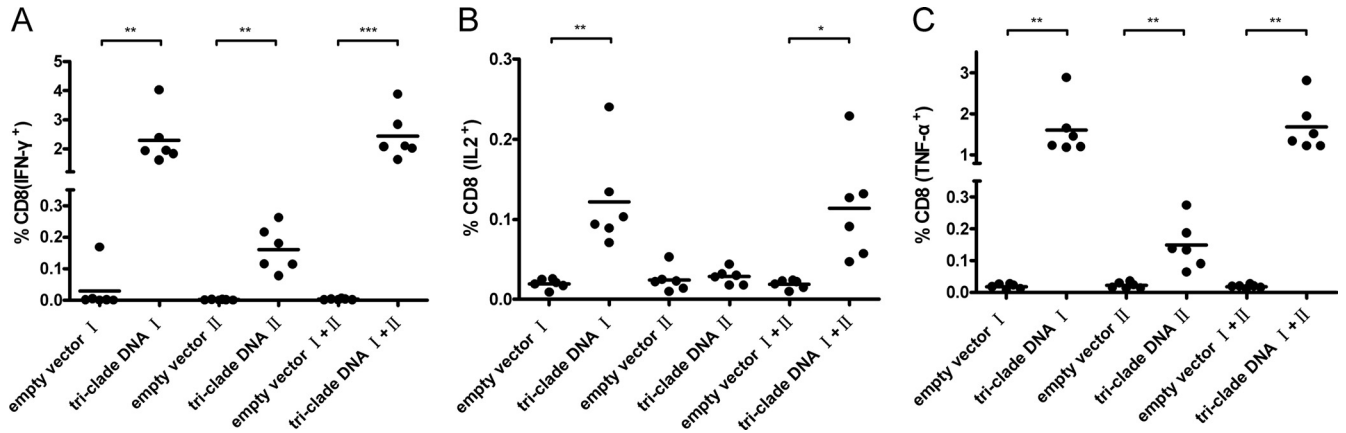 A
** ** ***
% CD8(IFN-γ⁺)
5
4
3
2
1
0.3
0.2
0.1
0.0
empty vector Ⅰ
tri-clade DNA Ⅰ
empty vector Ⅱ
tri-clade DNA Ⅱ
empty vector Ⅰ+Ⅱ
tri-clade DNA Ⅰ+Ⅱ
B
** *
% CD8 (IL2⁺)
0.3
0.2
0.1
0.0
empty vector Ⅰ
tri-clade DNA Ⅰ
empty vector Ⅱ
tri-clade DNA Ⅱ
empty vector Ⅰ+Ⅱ
tri-clade DNA Ⅰ+Ⅱ
C
** ** **
% CD8 (TNF-α⁺)
3
2
1
0.3
0.2
0.1
0.0
empty vector Ⅰ
tri-clade DNA Ⅰ
empty vector Ⅱ
tri-clade DNA Ⅱ
empty vector Ⅰ+Ⅱ
tri-clade DNA Ⅰ+Ⅱ